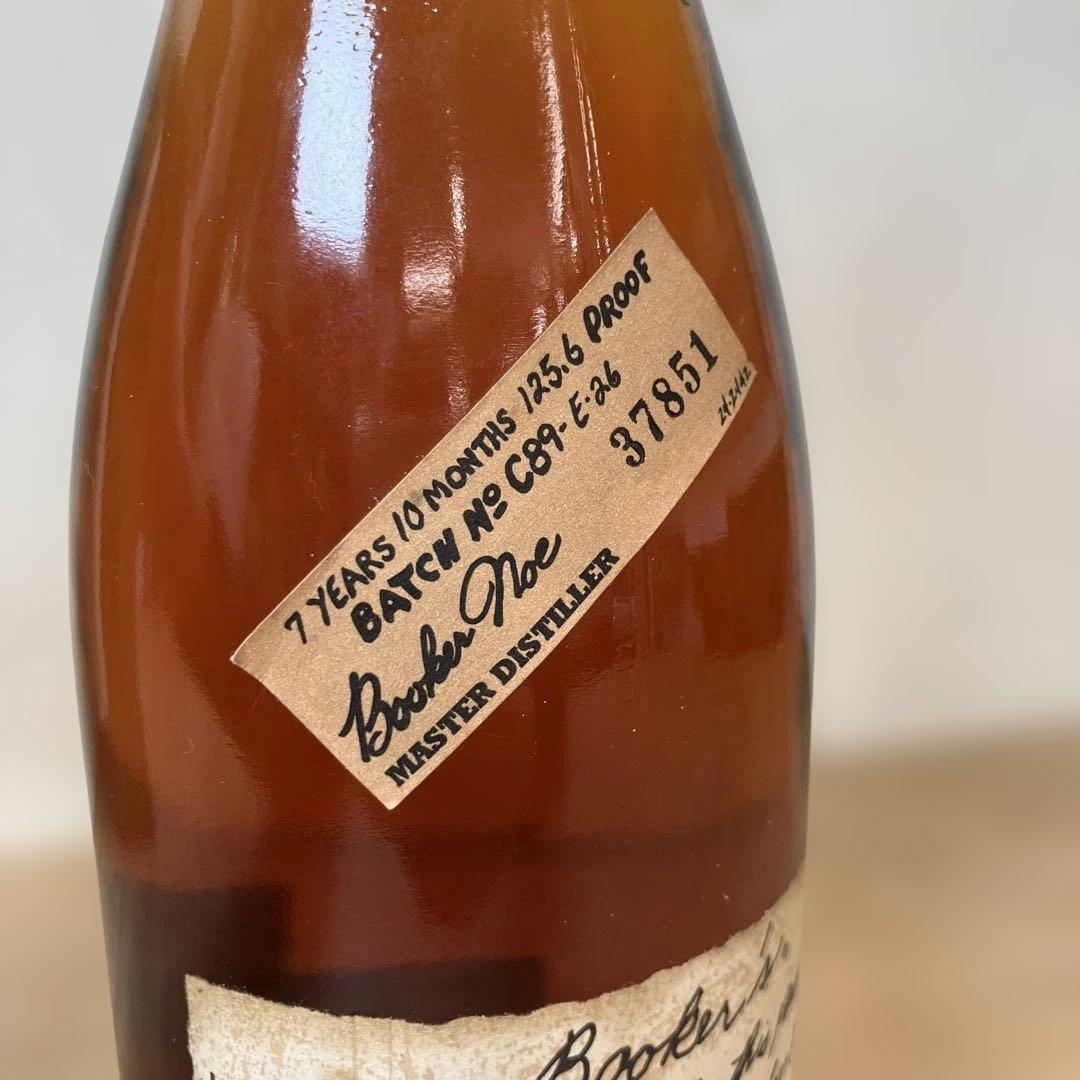 7 YEARS 10 MONTHS 125.6 PROOF
BATCH Nº C89-E-26
37851
Booker Noe
MASTER DISTILLER
Booker's